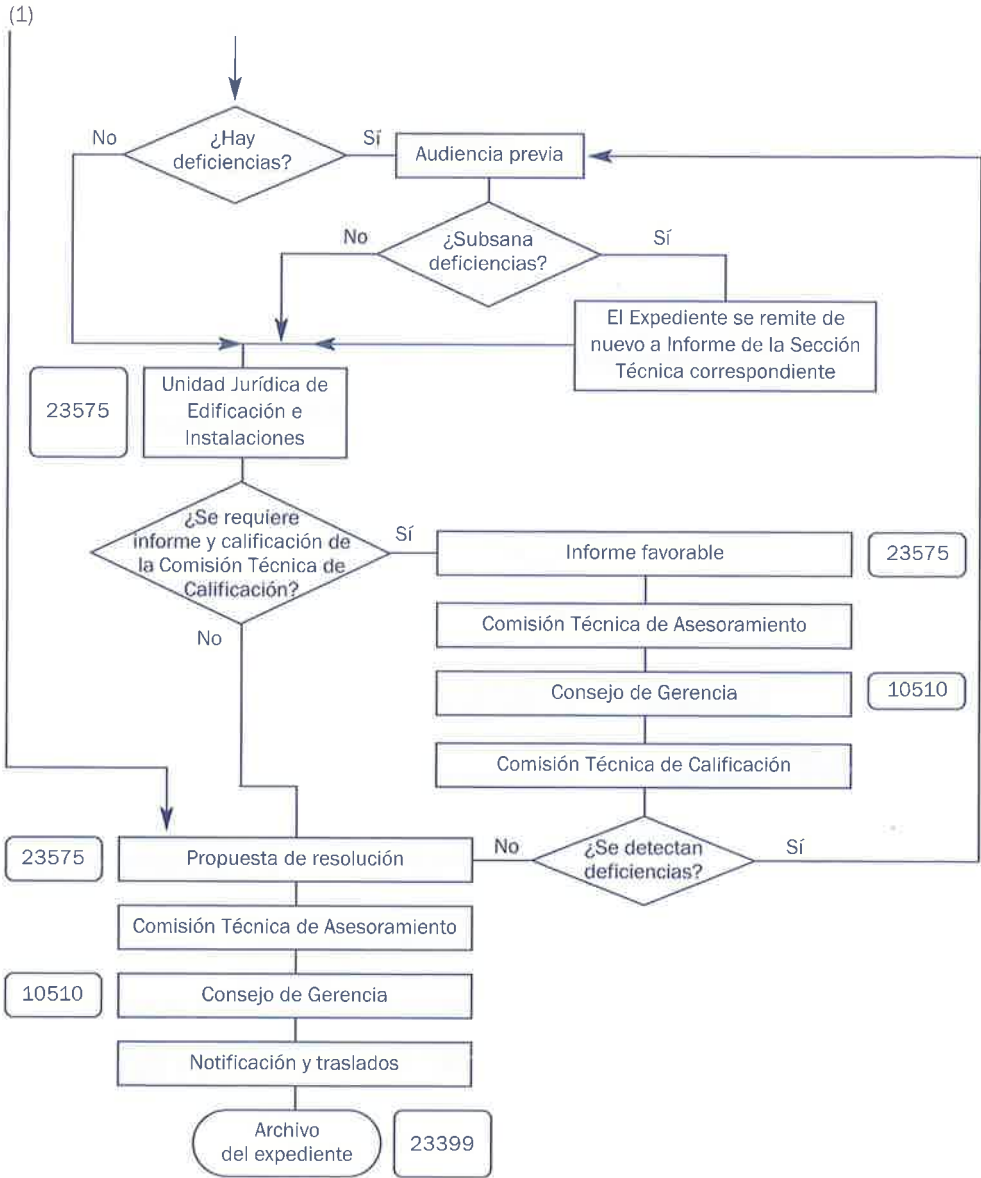 (1)
¿Hay
deficiencias?
No
Sí
Audiencia previa
¿Subsana
deficiencias?
No
Sí
El Expediente se remite de
nuevo a Informe de la Sección
Técnica correspondiente
23575
Unidad Jurídica de
Edificación e
Instalaciones
¿Se requiere
informe y calificación de
la Comisión Técnica de
Calificación?
Sí
No
Informe favorable
23575
Comisión Técnica de Asesoramiento
Consejo de Gerencia
10510
Comisión Técnica de Calificación
¿Se detectan
deficiencias?
No
Sí
23575
Propuesta de resolución
Comisión Técnica de Asesoramiento
10510
Consejo de Gerencia
Notificación y traslados
Archivo
del expediente
23399